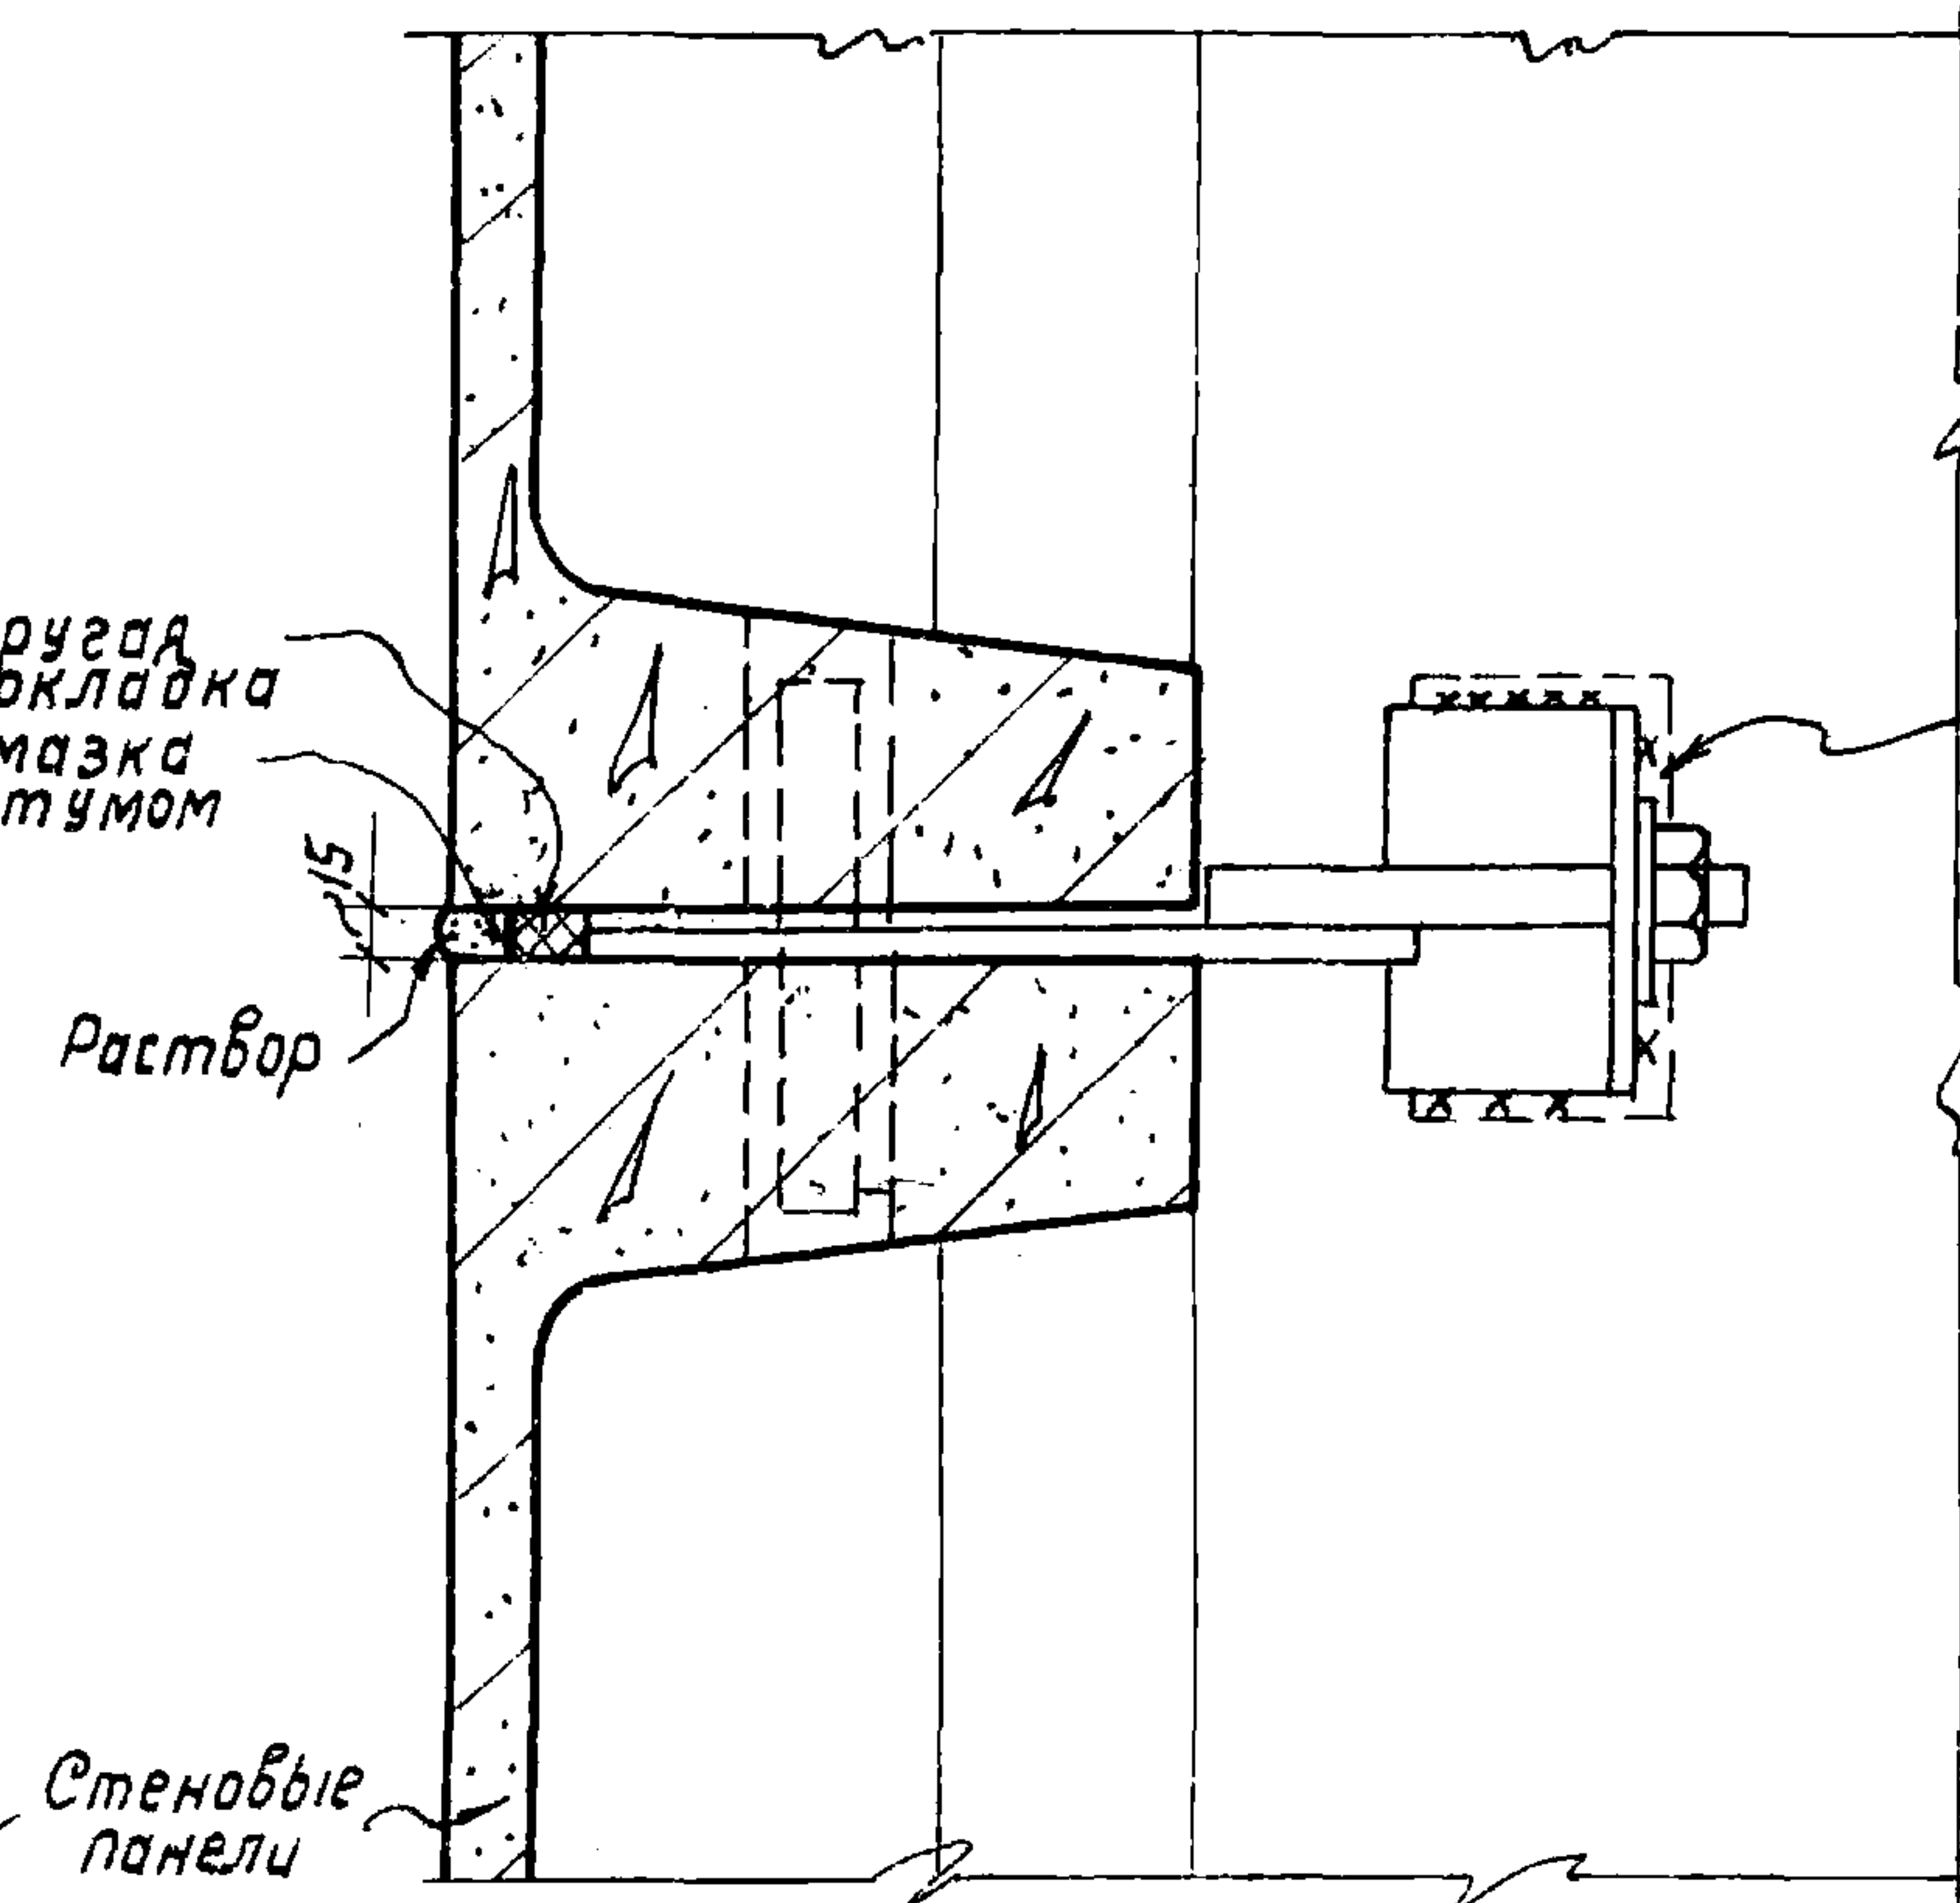 ругая
окладка
мазка
тумом
15
Раствор
Стеновые
панели